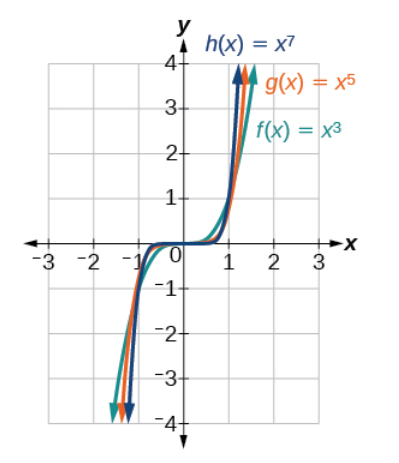 y
h(x) = x⁷
4
g(x) = x⁵
3
f(x) = x³
2
1
−3 −2 −1 0 1 2 3 x
−1
−2
−3
−4